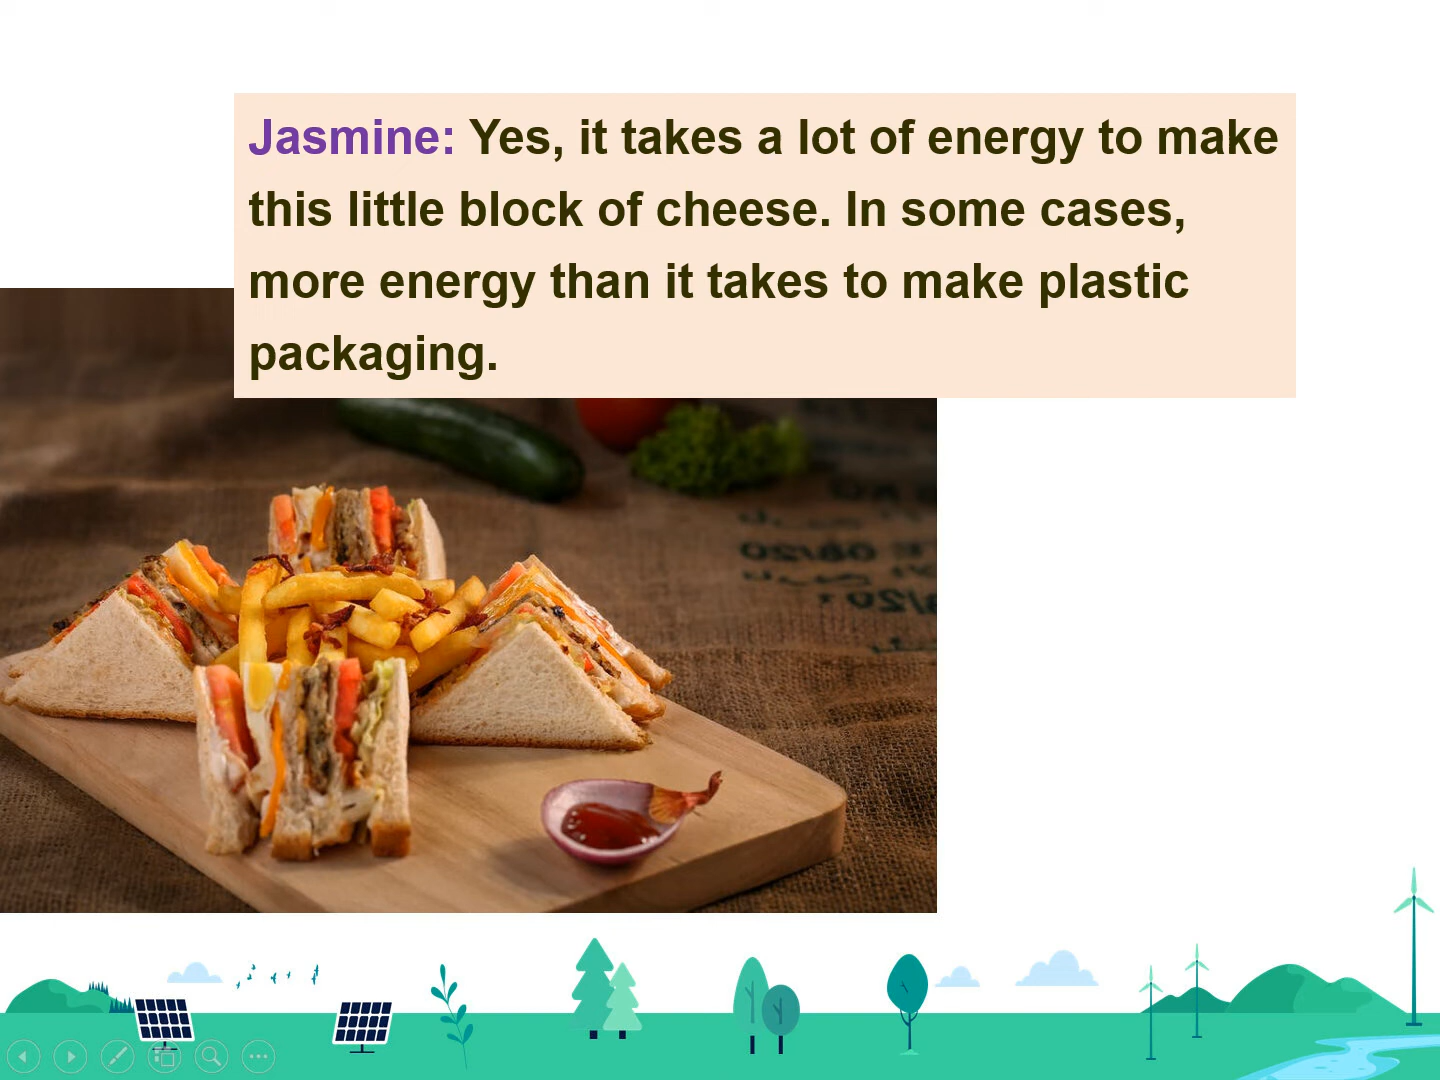 Jasmine: Yes, it takes a lot of energy to make
this little block of cheese. In some cases,
more energy than it takes to make plastic
packaging.